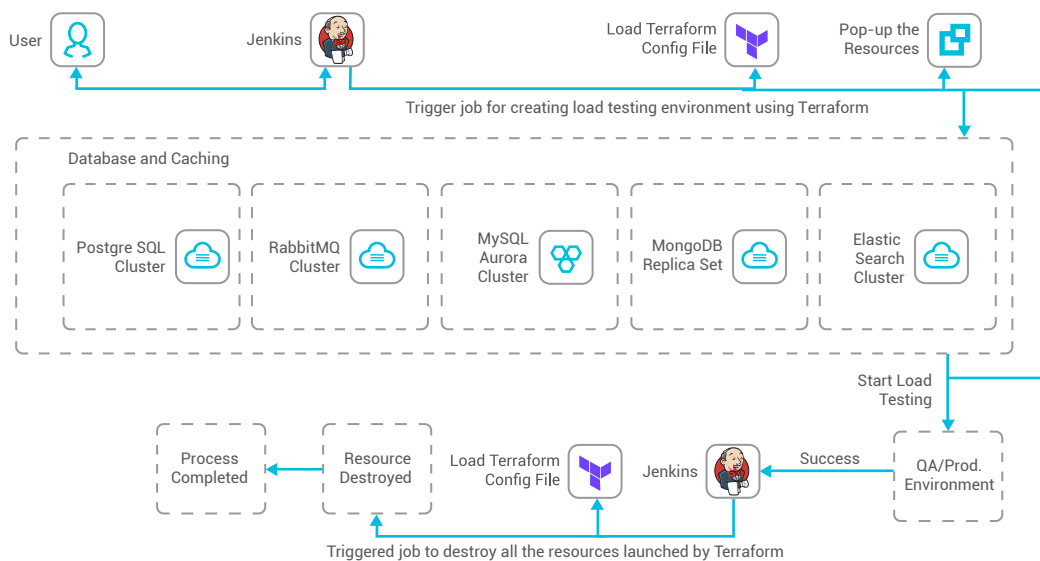 User
Jenkins
Load Terraform
Config File
Pop-up the
Resources
Trigger job for creating load testing environment using Terraform
Database and Caching
Postgre SQL
Cluster
RabbitMQ
Cluster
MySQL
Aurora
Cluster
MongoDB
Replica Set
Elastic
Search
Cluster
Start Load
Testing
Process
Completed
Resource
Destroyed
Load Terraform
Config File
Jenkins
Success
QA/Prod.
Environment
Triggered job to destroy all the resources launched by Terraform